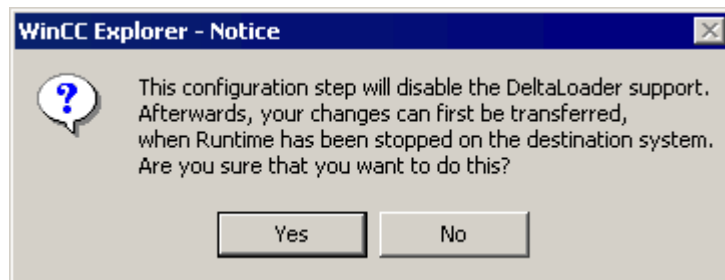 WinCC Explorer - Notice
This configuration step will disable the DeltaLoader support.
Afterwards, your changes can first be transferred,
when Runtime has been stopped on the destination system.
Are you sure that you want to do this?
Yes
No